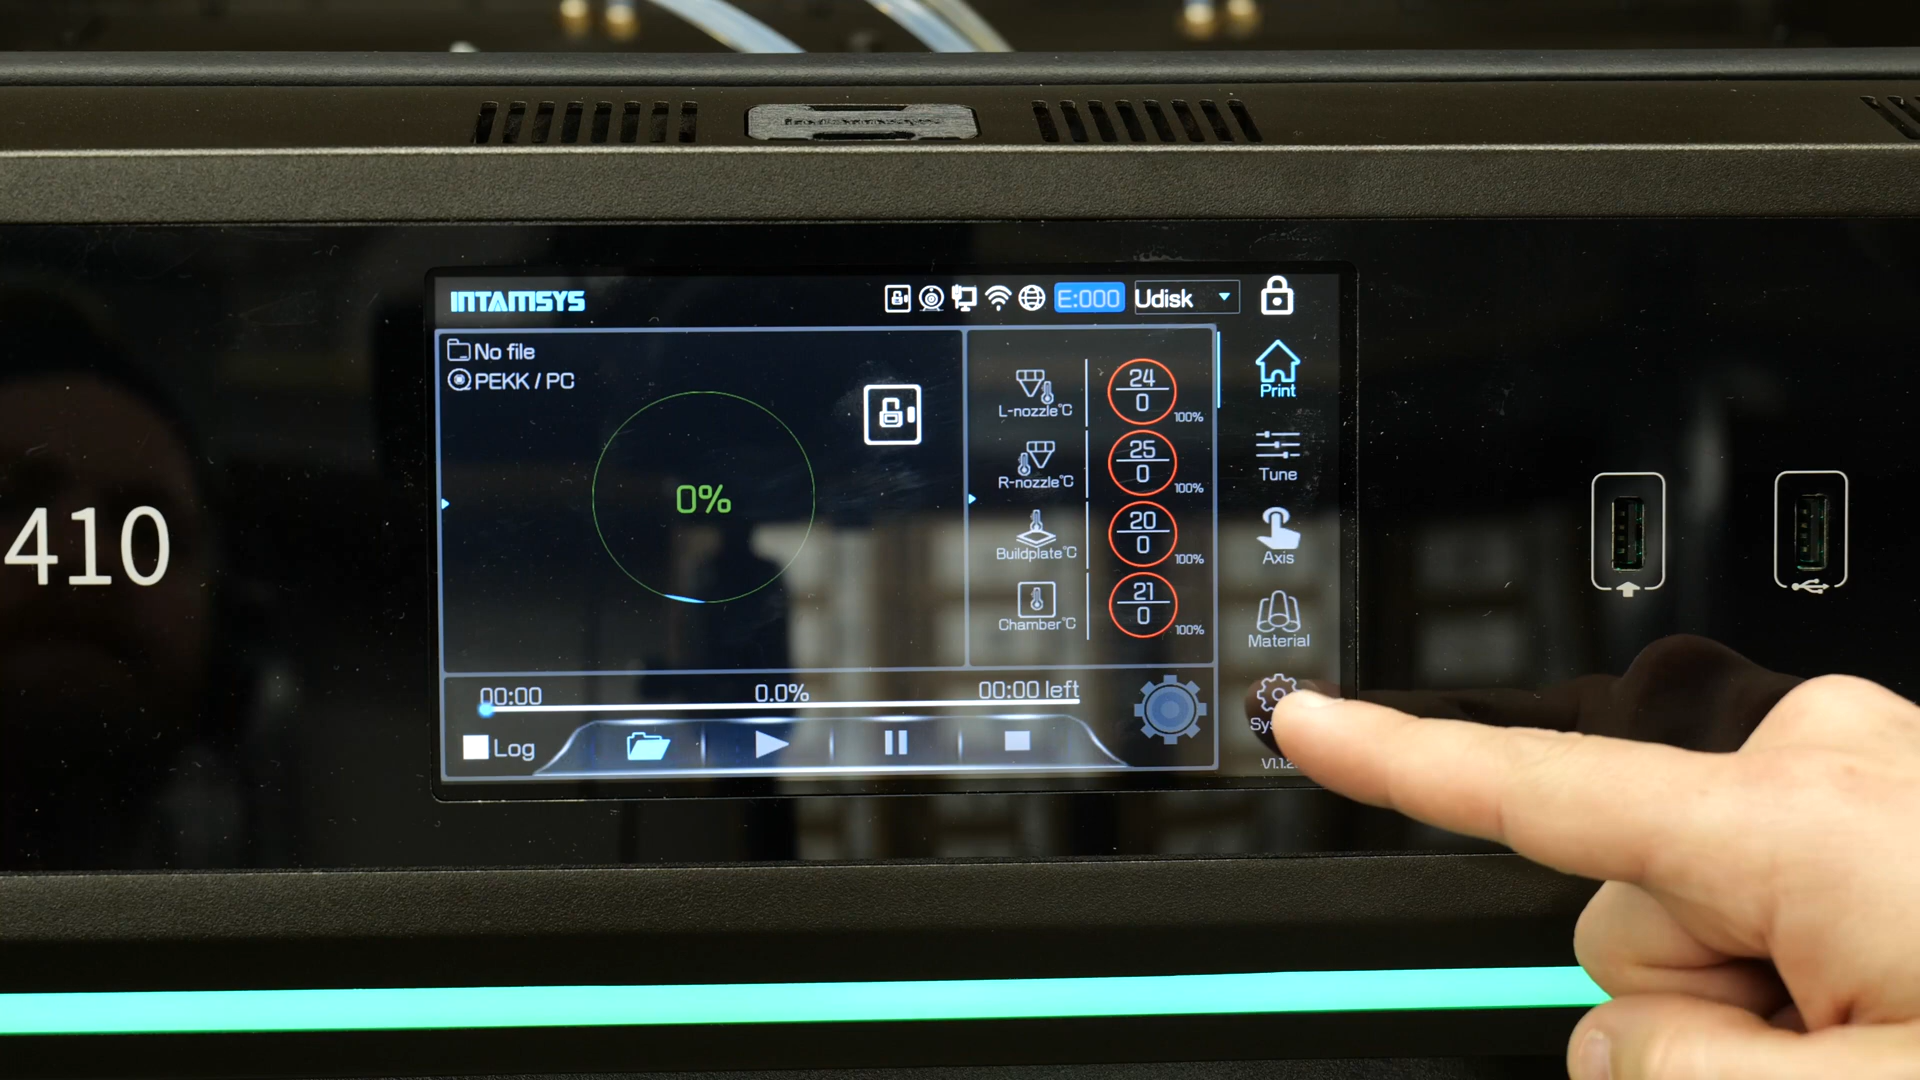 INTAMSYS
E:000
Udisk
No file
PEKK / PC
0%
L-nozzle℃
24
0
100%
R-nozzle℃
25
0
100%
Buildplate℃
20
0
100%
Chamber℃
21
0
100%
Print
Tune
Axis
Material
00:00
0.0%
00:00 left
Log
410